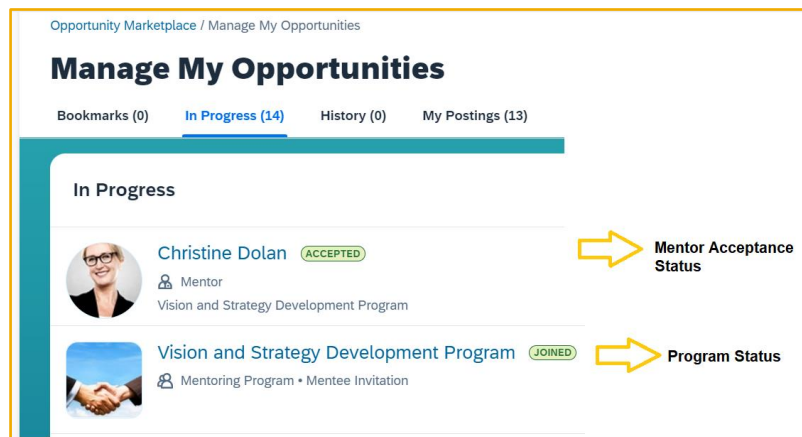 Opportunity Marketplace / Manage My Opportunities
Manage My Opportunities
Bookmarks (0) In Progress (14) History (0) My Postings (13)
In Progress
Christine Dolan ACCEPTED
Mentor
Vision and Strategy Development Program
Mentor Acceptance
Status
Vision and Strategy Development Program JOINED
Mentoring Program • Mentee Invitation
Program Status